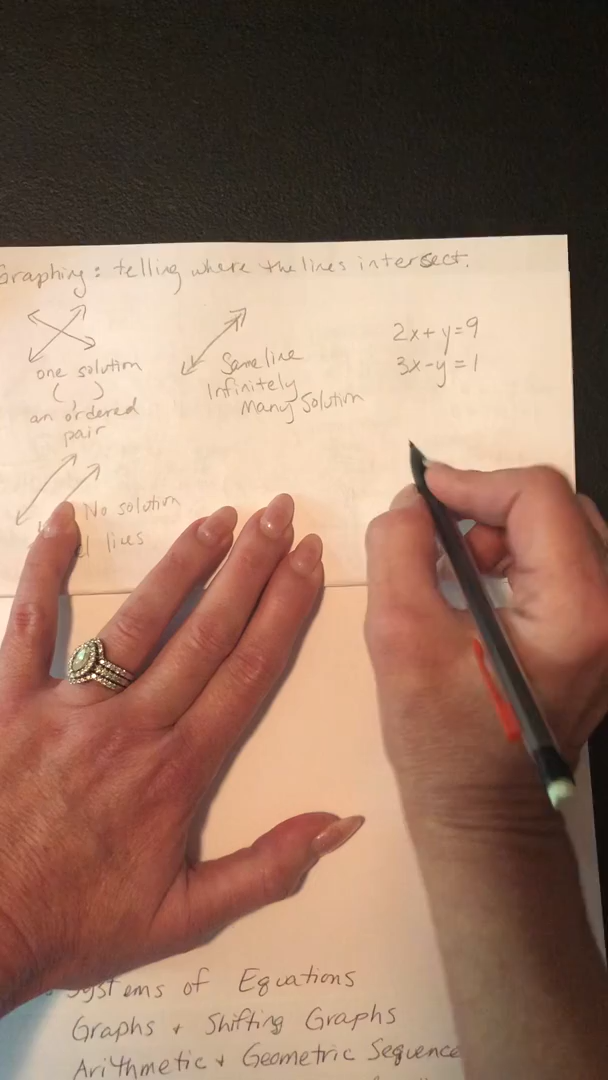 Graphing: telling where the lines intersect.
one solution
( , )
an ordered
pair
Same line
Infinitely
Many Solution
2x+y=9
3x-y=1
No solution
lines
Systems of Equations
Graphs + Shifting Graphs
Arithmetic + Geometric Sequence